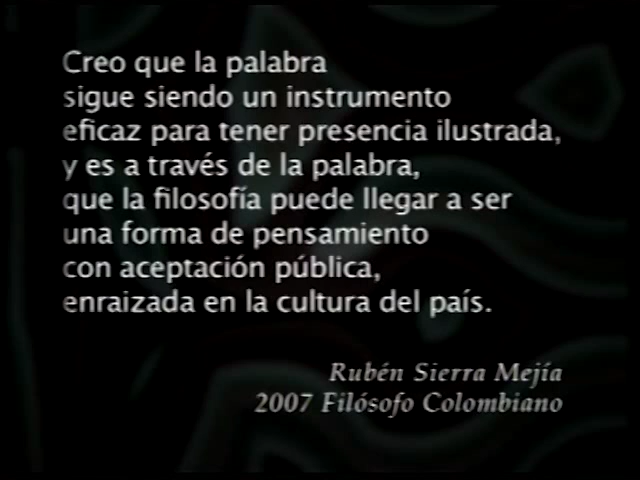 Creo que la palabra
sigue siendo un instrumento
eficaz para tener presencia ilustrada,
y es a través de la palabra,
que la filosofía puede llegar a ser
una forma de pensamiento
con aceptación pública,
enraizada en la cultura del país.
Rubén Sierra Mejía
2007 Filósofo Colombiano